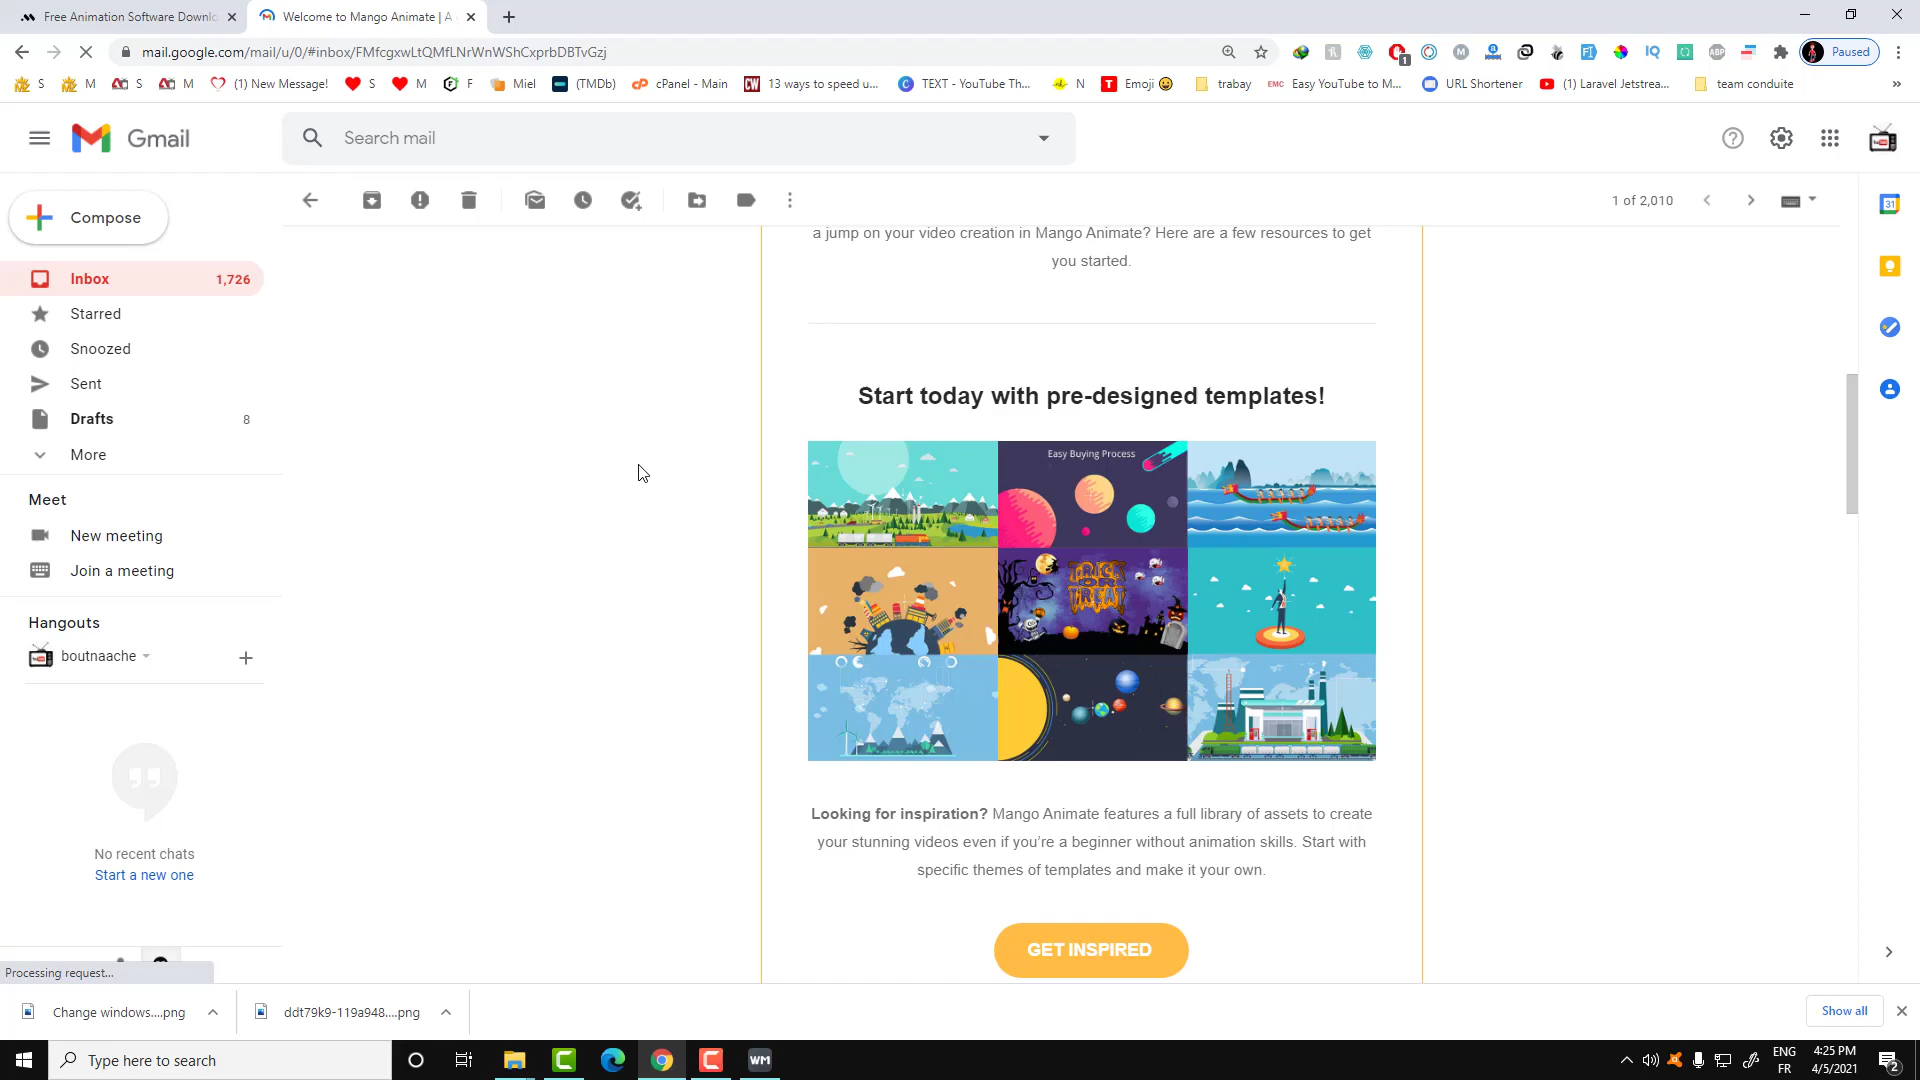 Free Animation Software Downlo
Welcome to Mango Animate | A
mail.google.com/mail/u/0/#inbox/FMfcgxwLtQMfLNrWnWShCxprbDBTvGzj
1
Paused
S
M
S
M
(1) New Message!
S
M
F
Miel
(TMDb)
cPanel - Main
13 ways to speed u...
TEXT - YouTube Th...
N
Emoji
trabay
Easy YouTube to M...
URL Shortener
(1) Laravel Jetstrea...
team conduite
Gmail
Search mail
1 of 2,010
Compose
Inbox 1,726
Starred
Snoozed
Sent
Drafts 8
More
Meet
New meeting
Join a meeting
Hangouts
boutnaache
No recent chats
Start a new one
Processing request...
a jump on your video creation in Mango Animate? Here are a few resources to get
you started.
Start today with pre-designed templates!
Easy Buying Process
TRICK
OR
TREAT
Looking for inspiration? Mango Animate features a full library of assets to create
your stunning videos even if you're a beginner without animation skills. Start with
specific themes of templates and make it your own.
GET INSPIRED
31
Change windows....png
ddt79k9-119a948....png
Show all
Type here to search
WM
ENG
FR
4:25 PM
4/5/2021
2